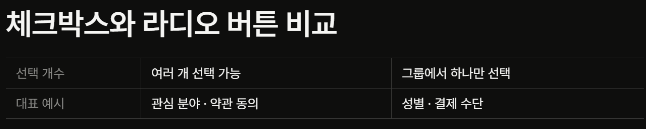 체크박스와 라디오 버튼 비교
선택 개수 여러 개 선택 가능 그룹에서 하나만 선택
대표 예시 관심 분야 · 약관 동의 성별 · 결제 수단